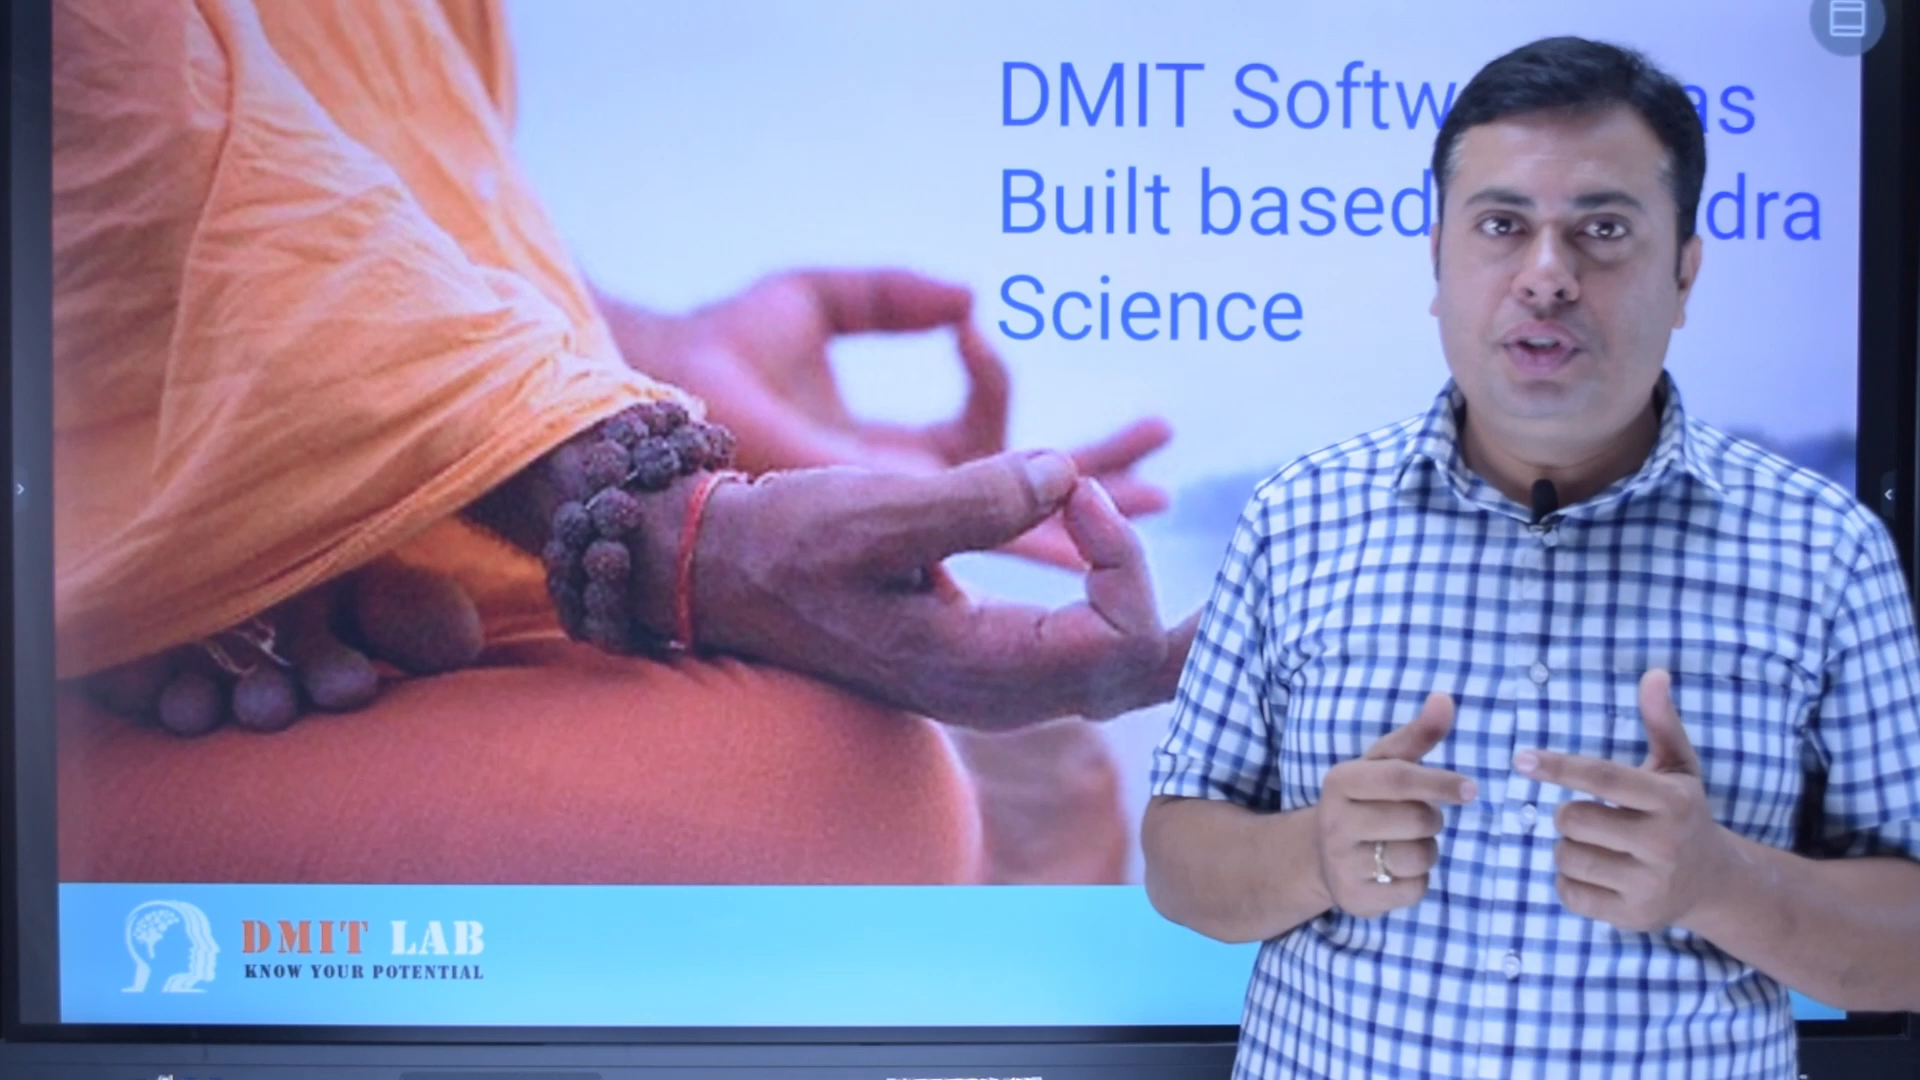 DMIT Softw as
Built based dra
Science
DMIT LAB
KNOW YOUR POTENTIAL